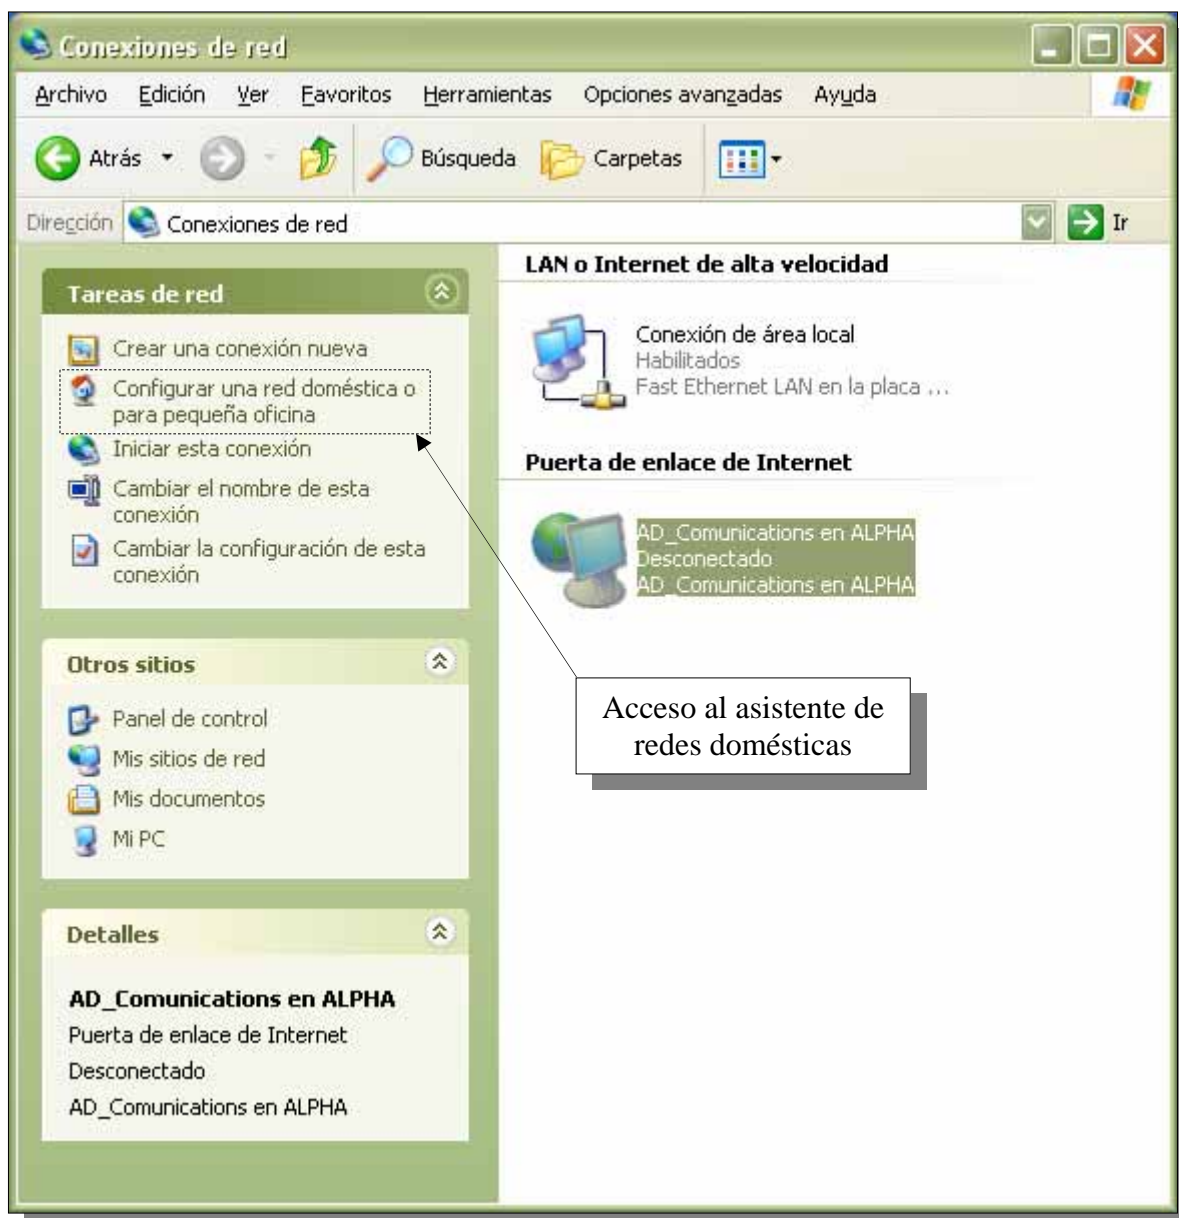 Conexiones de red
Archivo Edición Ver Favoritos Herramientas Opciones avanzadas Ayuda
Atrás Búsqueda Carpetas
Dirección Conexiones de red Ir
Tareas de red
Crear una conexión nueva
Configurar una red doméstica o
para pequeña oficina
Iniciar esta conexión
Cambiar el nombre de esta
conexión
Cambiar la configuración de esta
conexión
Otros sitios
Panel de control
Mis sitios de red
Mis documentos
Mi PC
Detalles
AD_Comunications en ALPHA
Puerta de enlace de Internet
Desconectado
AD_Comunications en ALPHA
LAN o Internet de alta velocidad
Conexión de área local
Habilitados
Fast Ethernet LAN en la placa ...
Puerta de enlace de Internet
AD_Comunications en ALPHA
Desconectado
AD_Comunications en ALPHA
Acceso al asistente de
redes domésticas